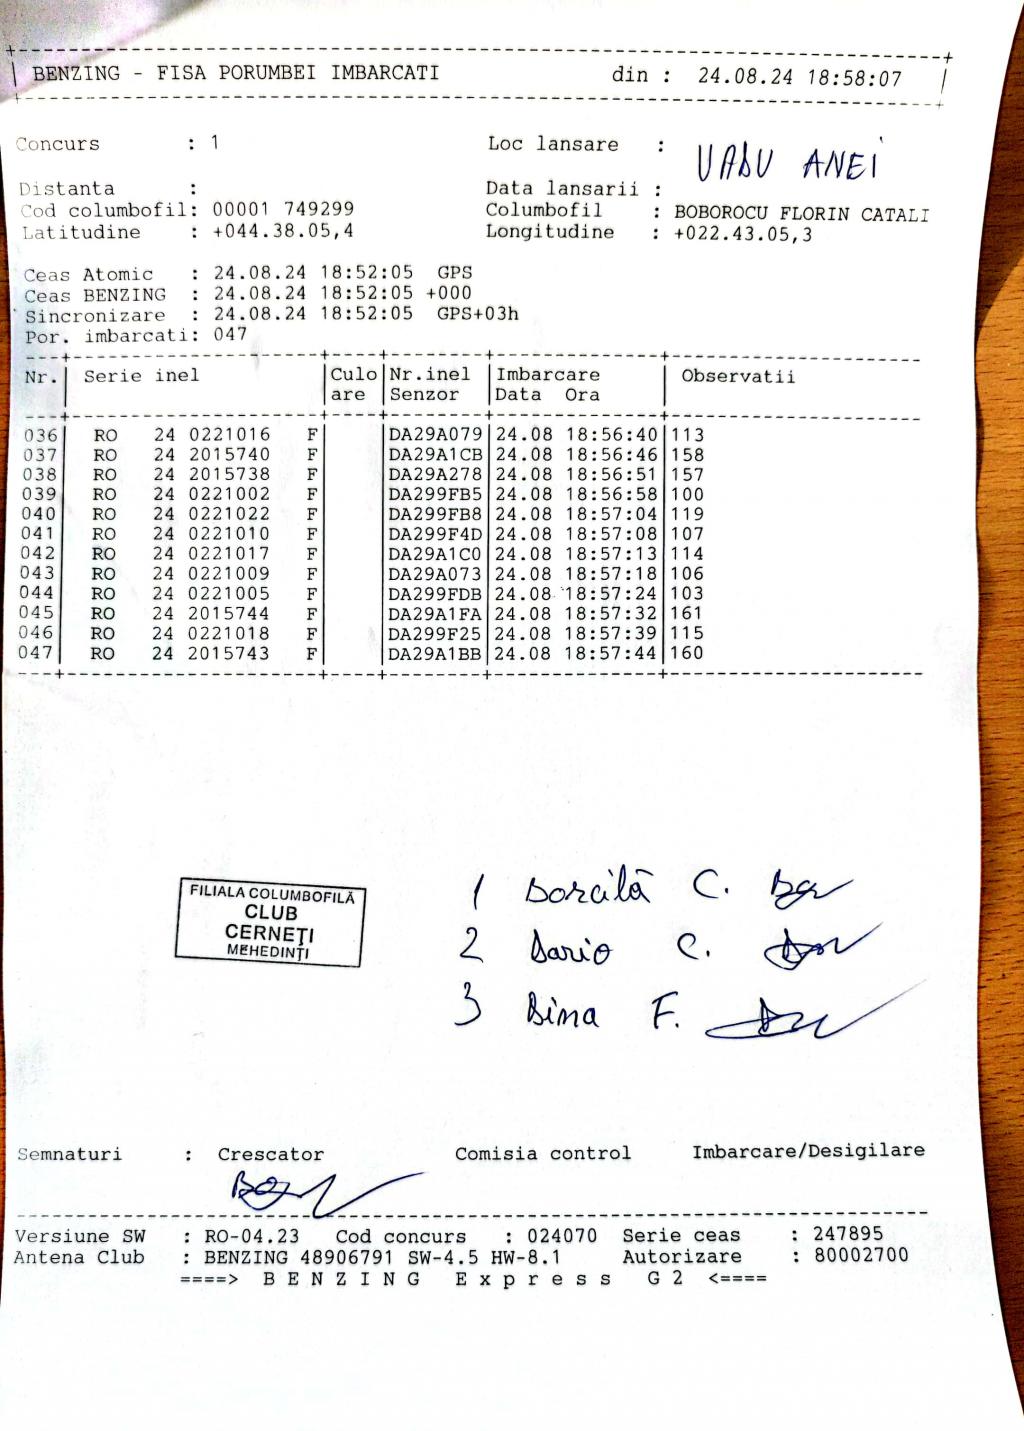 BENZING - FISA PORUMBEI IMBARCATI din : 24.08.24 18:58:07
Concurs : 1 Loc lansare : VADU ANEI
Distanta : Data lansarii :
Cod columbofil: 00001 749299 Columbofil : BOBOROCU FLORIN CATALI
Latitudine : +044.38.05,4 Longitudine : +022.43.05,3
Ceas Atomic : 24.08.24 18:52:05 GPS
Ceas BENZING : 24.08.24 18:52:05 +000
Sincronizare : 24.08.24 18:52:05 GPS+03h
Por. imbarcati: 047
Nr. Serie inel Culo Nr.inel Imbarcare Observatii
are Senzor Data Ora
036 RO 24 0221016 F DA29A079 24.08 18:56:40 113
037 RO 24 2015740 F DA29A1CB 24.08 18:56:46 158
038 RO 24 2015738 F DA29A278 24.08 18:56:51 157
039 RO 24 0221002 F DA299FB5 24.08 18:56:58 100
040 RO 24 0221022 F DA299FB8 24.08 18:57:04 119
041 RO 24 0221010 F DA299F4D 24.08 18:57:08 107
042 RO 24 0221017 F DA29A1C0 24.08 18:57:13 114
043 RO 24 0221009 F DA29A073 24.08 18:57:18 106
044 RO 24 0221005 F DA299FDB 24.08 18:57:24 103
045 RO 24 2015744 F DA29A1FA 24.08 18:57:32 161
046 RO 24 0221018 F DA299F25 24.08 18:57:39 115
047 RO 24 2015743 F DA29A1BB 24.08 18:57:44 160
FILIALA COLUMBOFILĂ
CLUB
CERNEŢI
MEHEDINŢI
1 Dorcilă C.
2 Dario C.
3 Bima F.
Semnaturi : Crescator Comisia control Imbarcare/Desigilare
Versiune SW : RO-04.23 Cod concurs : 024070 Serie ceas : 247895
Antena Club : BENZING 48906791 SW-4.5 HW-8.1 Autorizare : 80002700
====> B E N Z I N G E x p r e s s G 2 <====